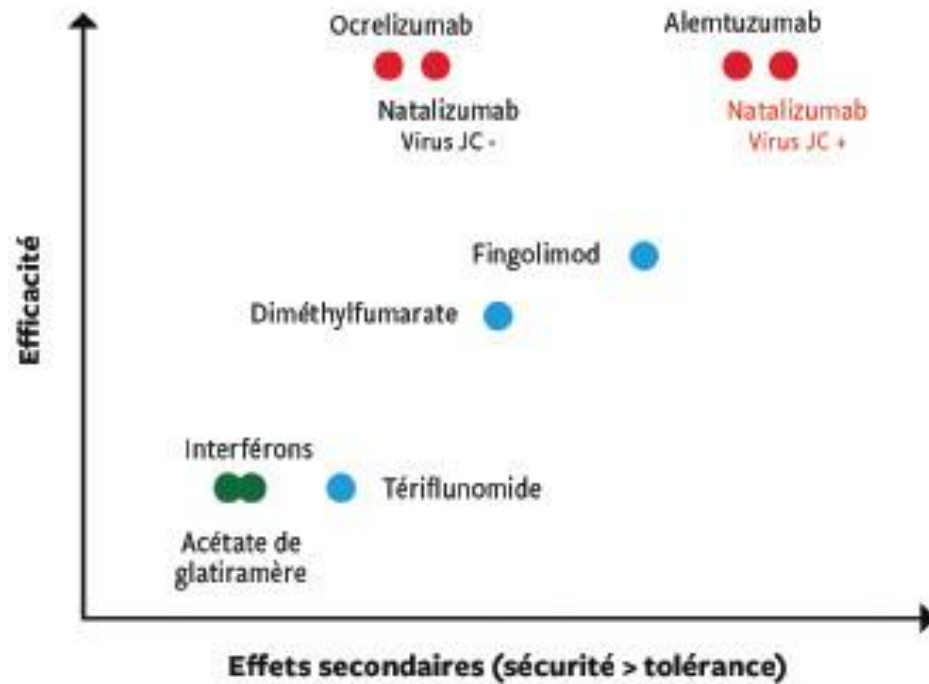 Ocrelizumab
Alemtuzumab
Natalizumab
Virus JC -
Natalizumab
Virus JC +
Fingolimod
Diméthylfumarate
Efficacité
Interférons
Tériflunomide
Acétate de
glatiramère
Effets secondaires (sécurité > tolérance)